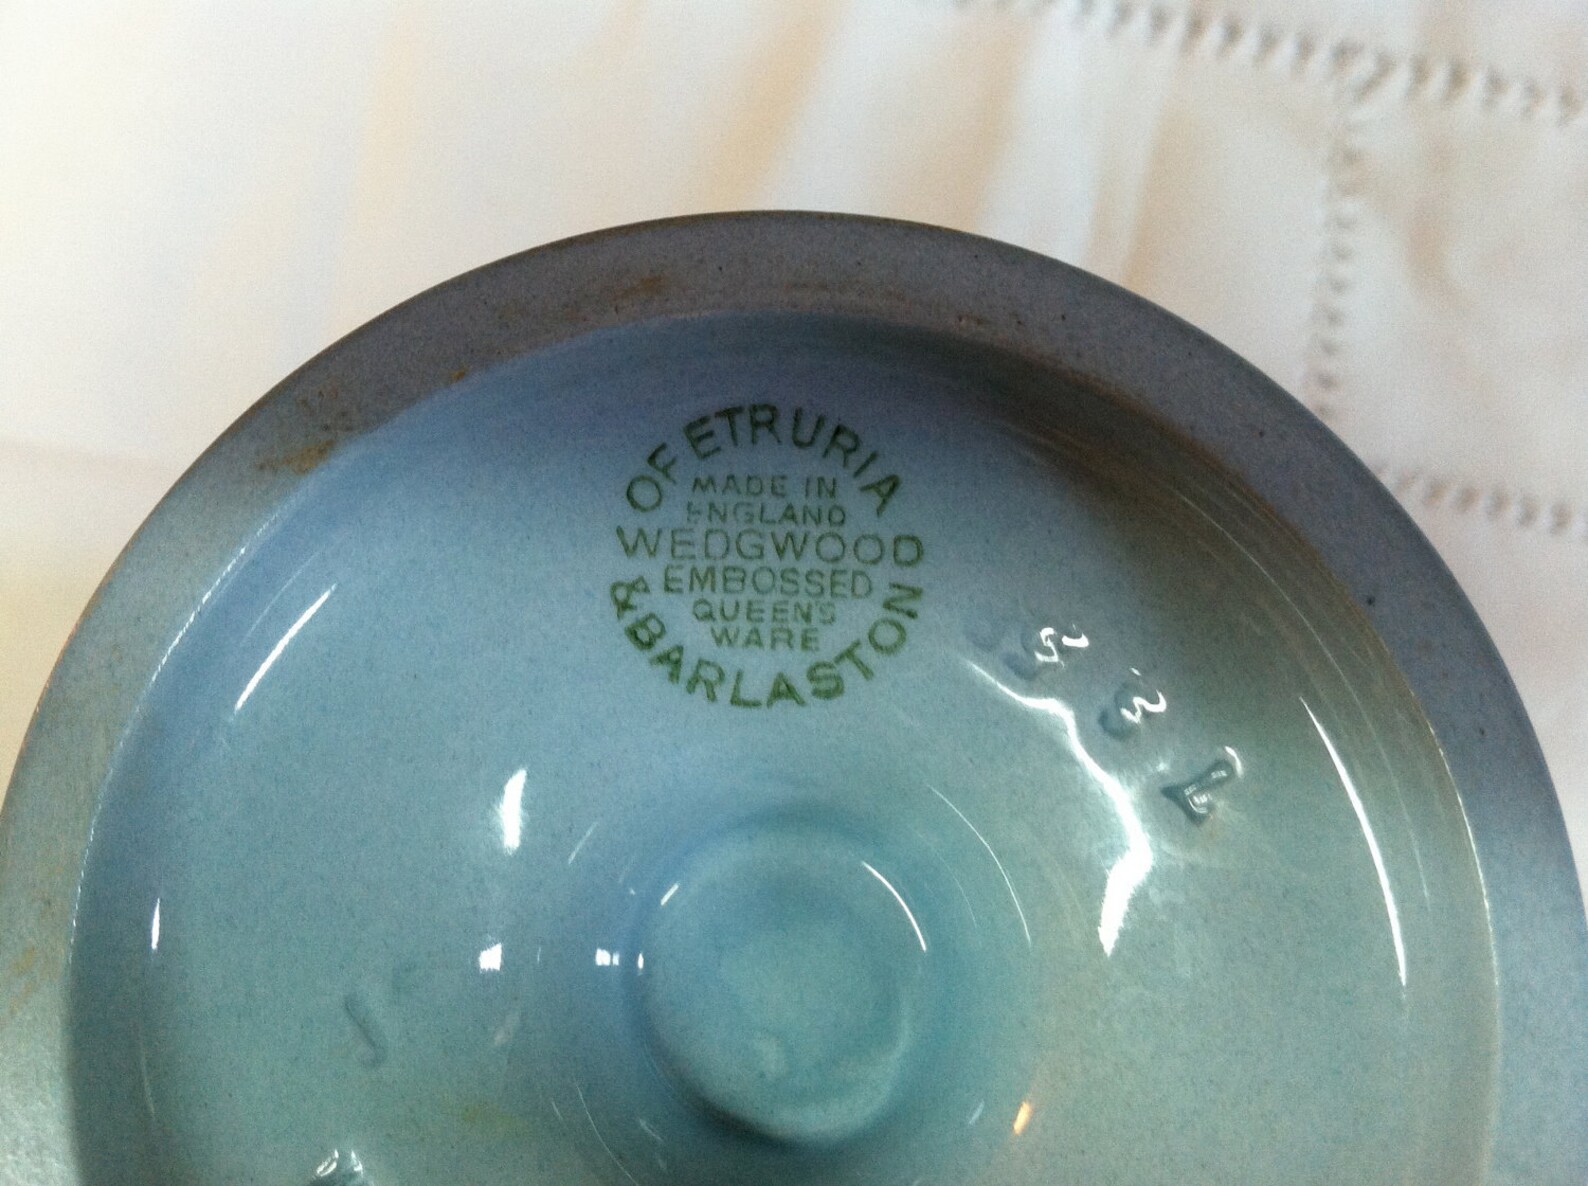 OF ETRURIA
MADE IN
ENGLAND
WEDGWOOD
EMBOSSED
QUEEN'S
WARE
& BARLASTON